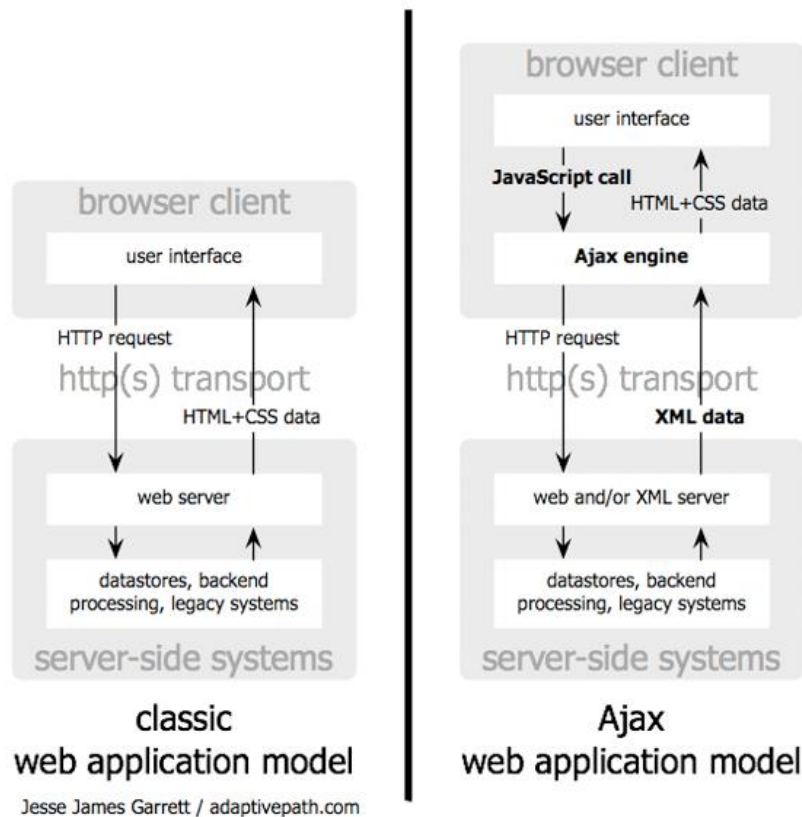 browser client
user interface
HTTP request
http(s) transport
HTML+CSS data
web server
datastores, backend
processing, legacy systems
server-side systems
classic
web application model
Jesse James Garrett / adaptivepath.com
browser client
user interface
JavaScript call
HTML+CSS data
Ajax engine
HTTP request
http(s) transport
XML data
web and/or XML server
datastores, backend
processing, legacy systems
server-side systems
Ajax
web application model